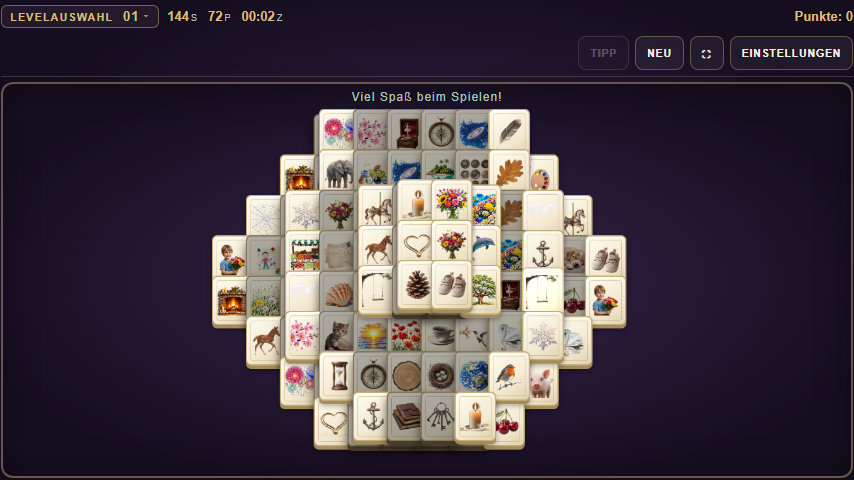 LEVELAUSWAHL 01 144S 72P 00:02Z Punkte: 0
TIPP NEU EINSTELLUNGEN
Viel Spaß beim Spielen!